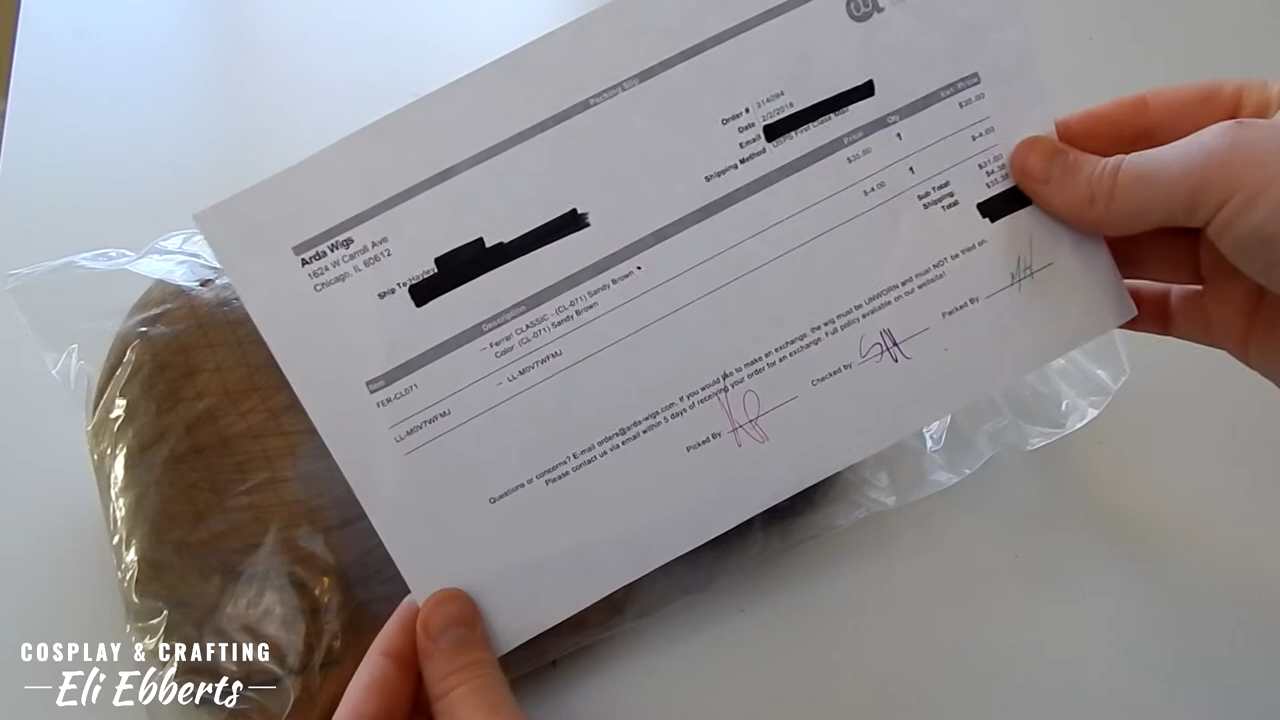 Packing Slip
Arda Wigs
1624 W Carroll Ave
Chicago, IL 60612
Ship To: Hayley
Order # 314294
Date 2/2/2018
Email
Shipping Method USPS First Class Mail
Item Description Price Qty Ext. Price
FER-CL071 – Ferrari CLASSIC - (CL-071) Sandy Brown $35.00 1 $35.00
Color: (CL-071) Sandy Brown
LL-M0V7WFMJ – LL-M0V7WFMJ $-4.00 1 $-4.00
Sub Total: $31.00
Shipping: $4.38
Total: $35.38
Questions or concerns? E-mail orders@arda-wigs.com. If you would like to make an exchange, the wig must be UNWORN and must NOT be tried on.
Please contact us via email within 5 days of receiving your order for an exchange. Full policy available on our website!
Picked By
Checked by
Packed By
COSPLAY & CRAFTING
Eli Ebberts